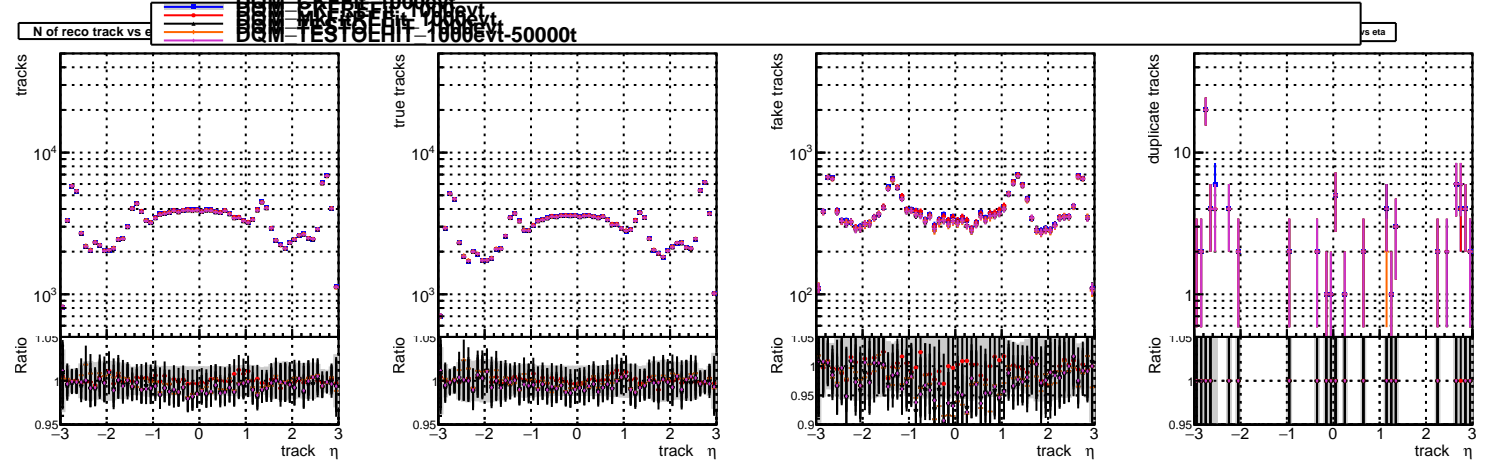 DQM_TESTOLHIT_1000evt-50000t
N of reco track vs e
vs eta
tracks
10⁴
10³
1.05
Ratio
1
0.95
−3 −2 −1 0 1 2 3
track η
true tracks
10⁴
10³
1.05
Ratio
1
0.95
−3 −2 −1 0 1 2 3
track η
fake tracks
10³
10²
1.05
Ratio
1
0.95
0.9
−3 −2 −1 0 1 2 3
track η
duplicate tracks
10
1
1.05
Ratio
1
0.95
−3 −2 −1 0 1 2 3
track η